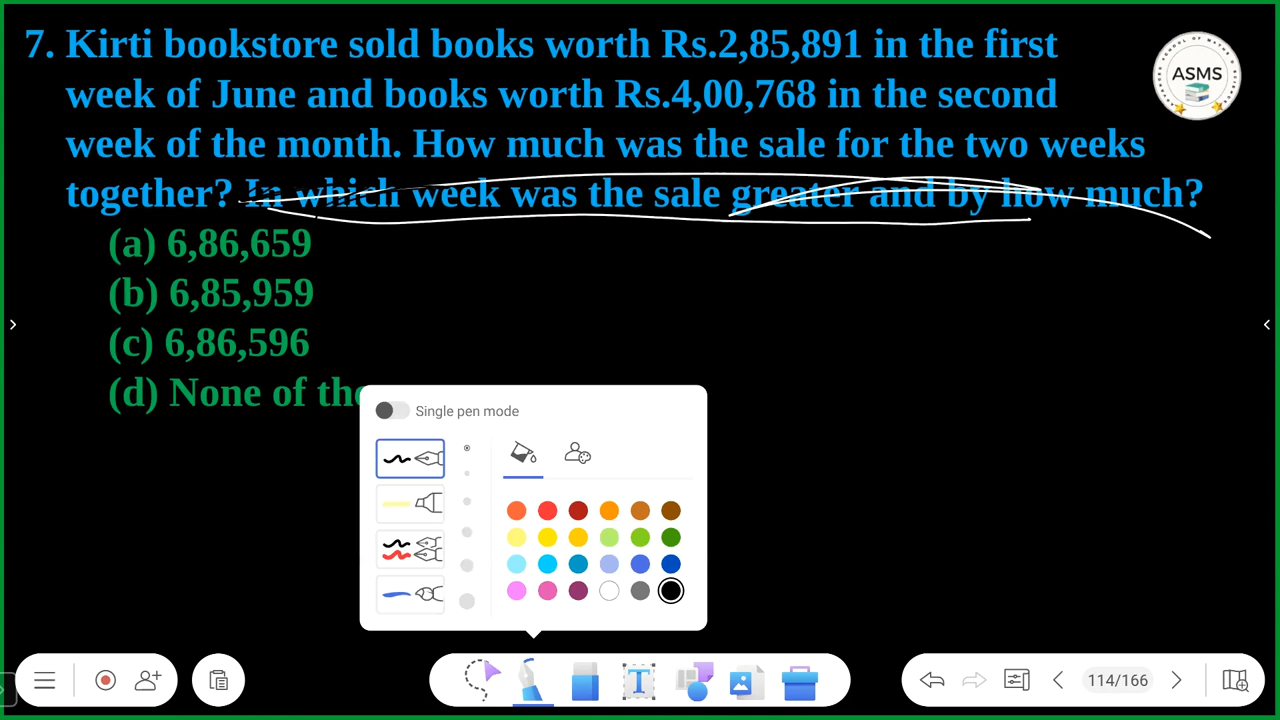 7. Kirti bookstore sold books worth Rs.2,85,891 in the first
week of June and books worth Rs.4,00,768 in the second
week of the month. How much was the sale for the two weeks
together? In which week was the sale greater and by how much?
(a) 6,86,659
(b) 6,85,959
(c) 6,86,596
(d) None of the
ASMS
Single pen mode
114/166